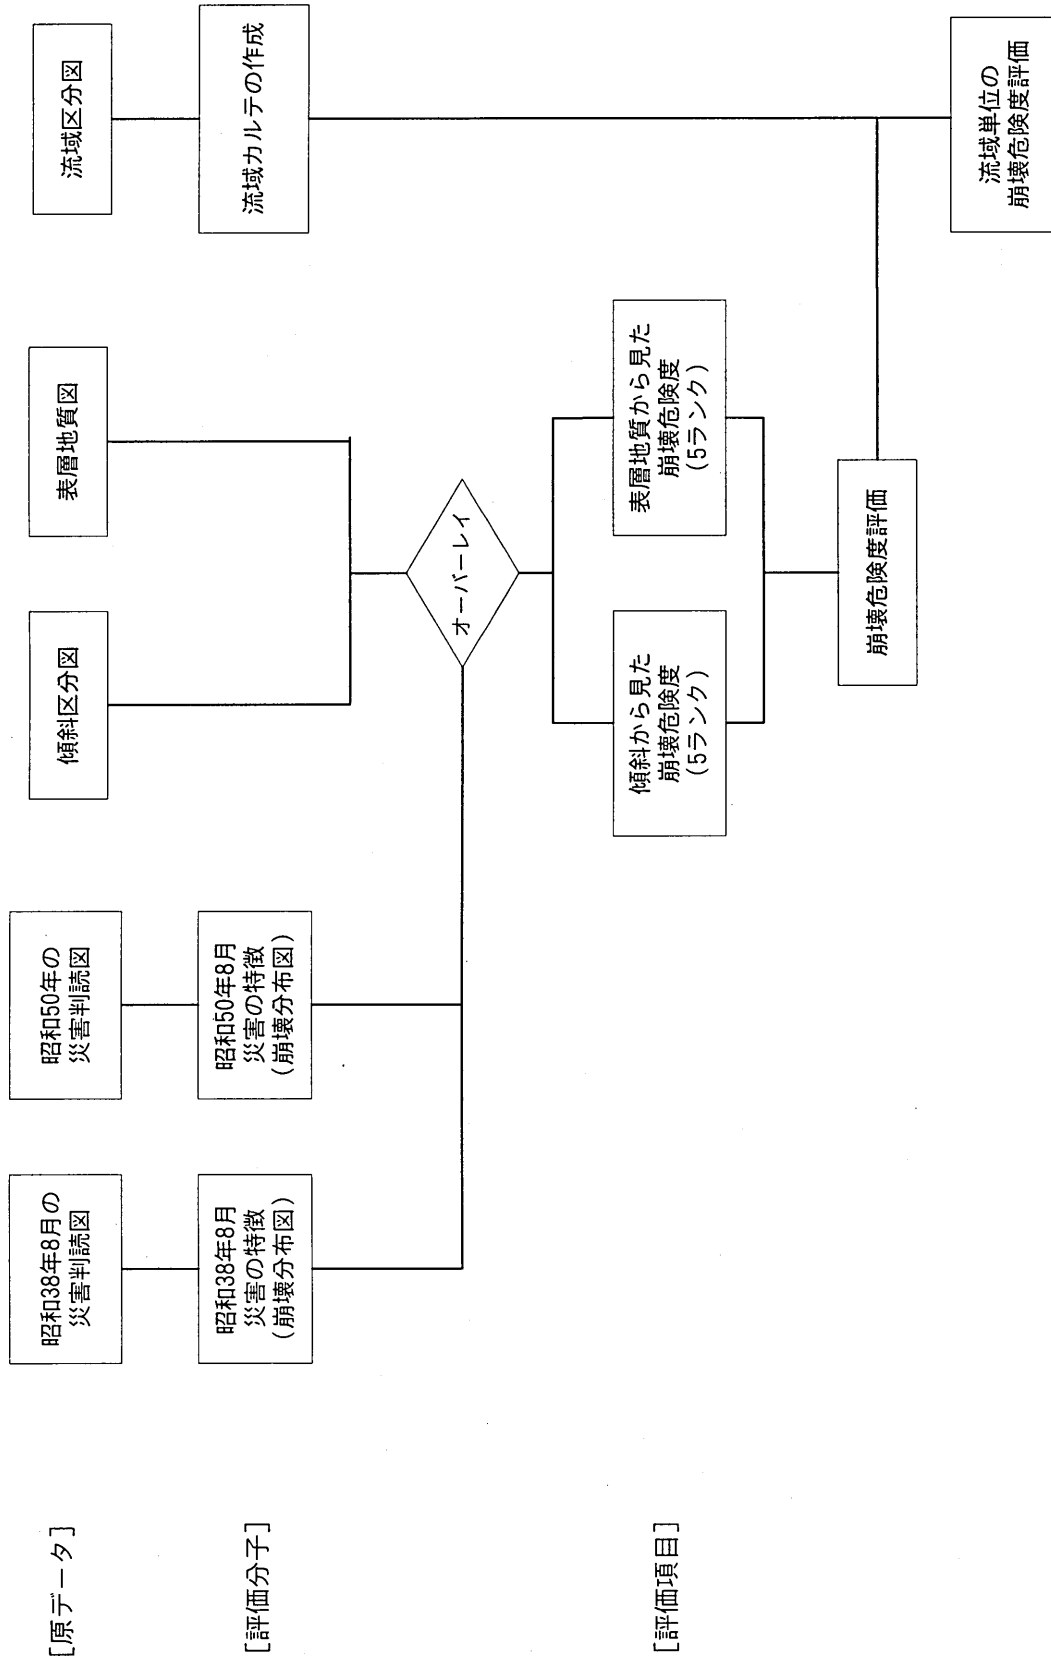 [原データ]
昭和38年8月の
災害判読図
昭和50年の
災害判読図
傾斜区分図
表層地質図
流域区分図
[評価分子]
昭和38年8月
災害の特徴
(崩壊分布図)
昭和50年8月
災害の特徴
(崩壊分布図)
流域カルテの作成
オーバーレイ
[評価項目]
傾斜から見た
崩壊危険度
(5ランク)
表層地質から見た
崩壊危険度
(5ランク)
崩壊危険度評価
流域単位の
崩壊危険度評価